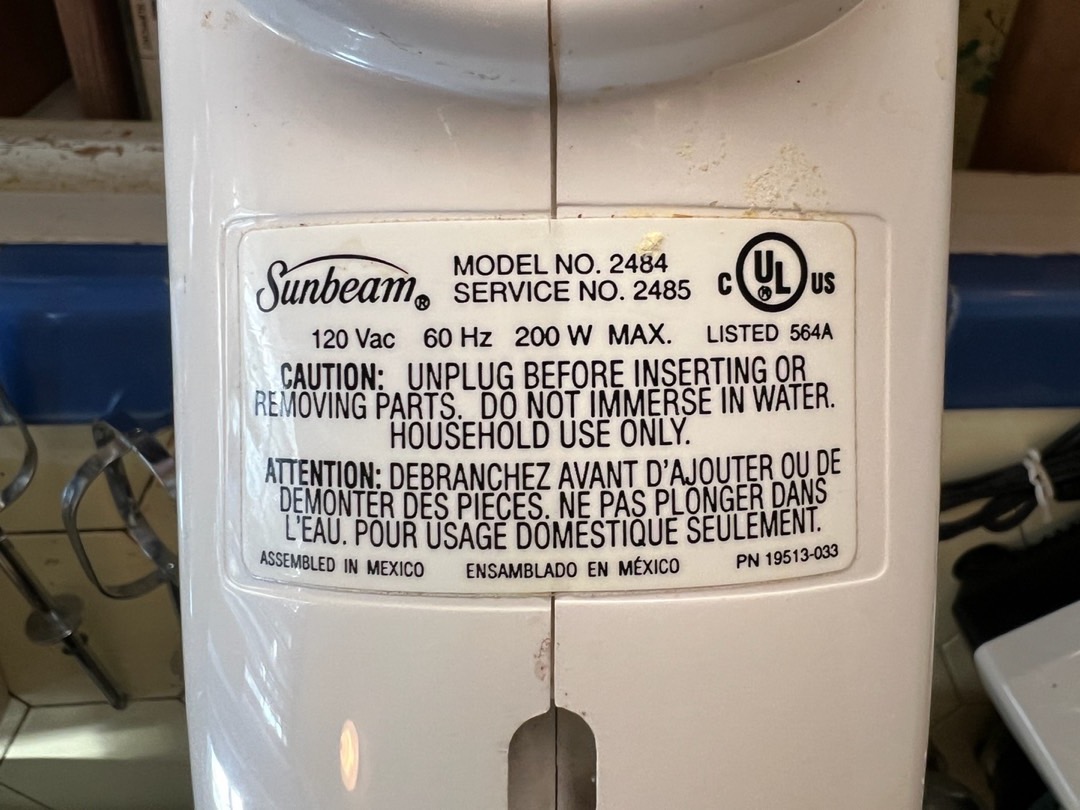 Sunbeam®
MODEL NO. 2484
SERVICE NO. 2485
C UL® US
120 Vac 60 Hz 200 W MAX. LISTED 564A
CAUTION: UNPLUG BEFORE INSERTING OR
REMOVING PARTS. DO NOT IMMERSE IN WATER.
HOUSEHOLD USE ONLY.
ATTENTION: DEBRANCHEZ AVANT D'AJOUTER OU DE
DEMONTER DES PIECES. NE PAS PLONGER DANS
L'EAU. POUR USAGE DOMESTIQUE SEULEMENT.
ASSEMBLED IN MEXICO ENSAMBLADO EN MÉXICO PN 19513-033